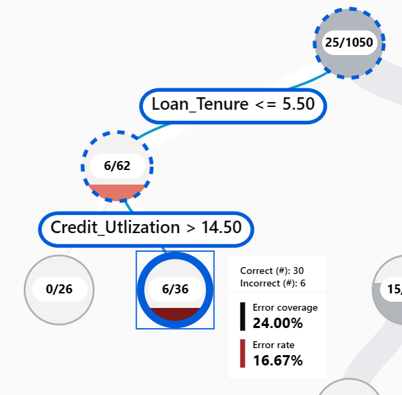 25/1050
Loan_Tenure <= 5.50
6/62
Credit_Utlization > 14.50
0/26
6/36
Correct (#): 30
Incorrect (#): 6
Error coverage
24.00%
Error rate
16.67%
15/